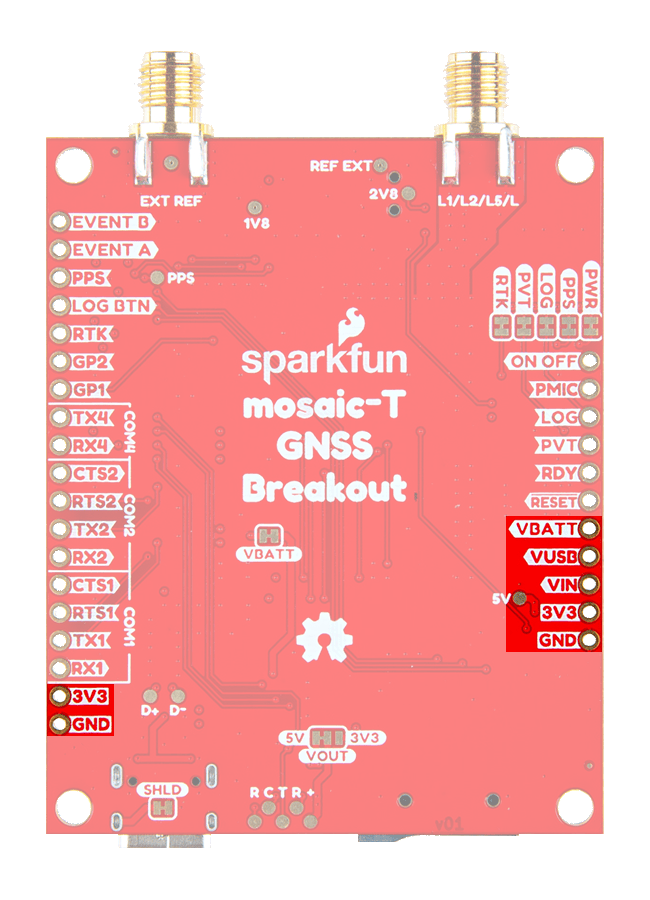 REF EXT
2V8
EXT REF
L1/L2/L5/L
1V8
EVENT B
EVENT A
PPS
PPS
LOG BTN
RTK
GP2
GP1
TX4
RX4
COM4
CTS2
RTS2
TX2
RX2
COM2
CTS1
RTS1
TX1
RX1
COM1
3V3
GND
RTK
PVT
LOG
PPS
PWR
sparkfun
mosaic-T
GNSS
Breakout
VBATT
ON OFF
PMIC
LOG
PVT
RDY
RESET
VBATT
VUSB
VIN
5V
3V3
GND
D+ D-
5V 3V3
VOUT
SHLD
R C T R +
v01